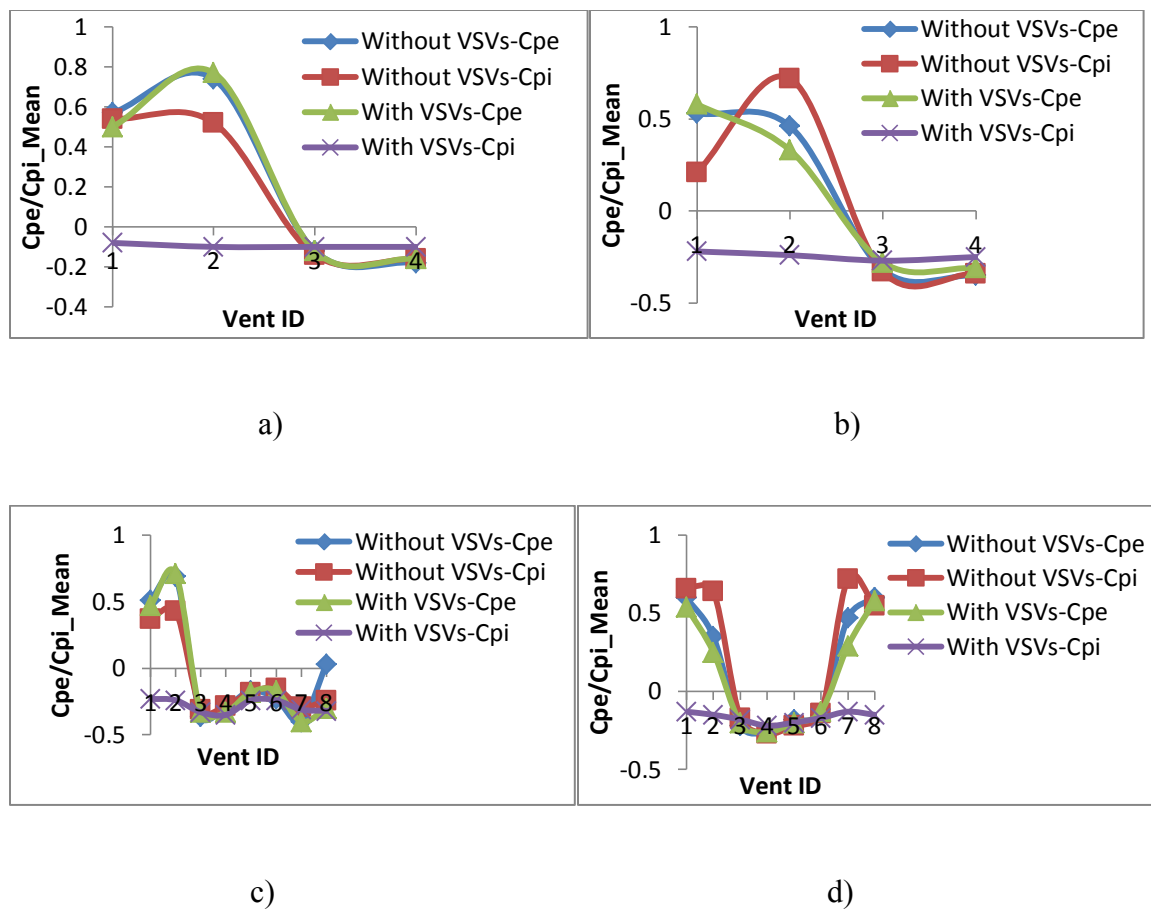 1
0.8
0.6
0.4
0.2
0
-0.2
-0.4
Cpe/Cpi_Mean
1 2 3 4
Vent ID
Without VSVs-Cpe
Without VSVs-Cpi
With VSVs-Cpe
With VSVs-Cpi
a)
1
0.5
0
-0.5
Cpe/Cpi_Mean
1 2 3 4
Vent ID
Without VSVs-Cpe
Without VSVs-Cpi
With VSVs-Cpe
With VSVs-Cpi
b)
1
0.5
0
-0.5
Cpe/Cpi_Mean
1 2 3 4 5 6 7 8
Vent ID
Without VSVs-Cpe
Without VSVs-Cpi
With VSVs-Cpe
With VSVs-Cpi
c)
1
0.5
0
-0.5
Cpe/Cpi_Mean
1 2 3 4 5 6 7 8
Vent ID
Without VSVs-Cpe
Without VSVs-Cpi
With VSVs-Cpe
With VSVs-Cpi
d)